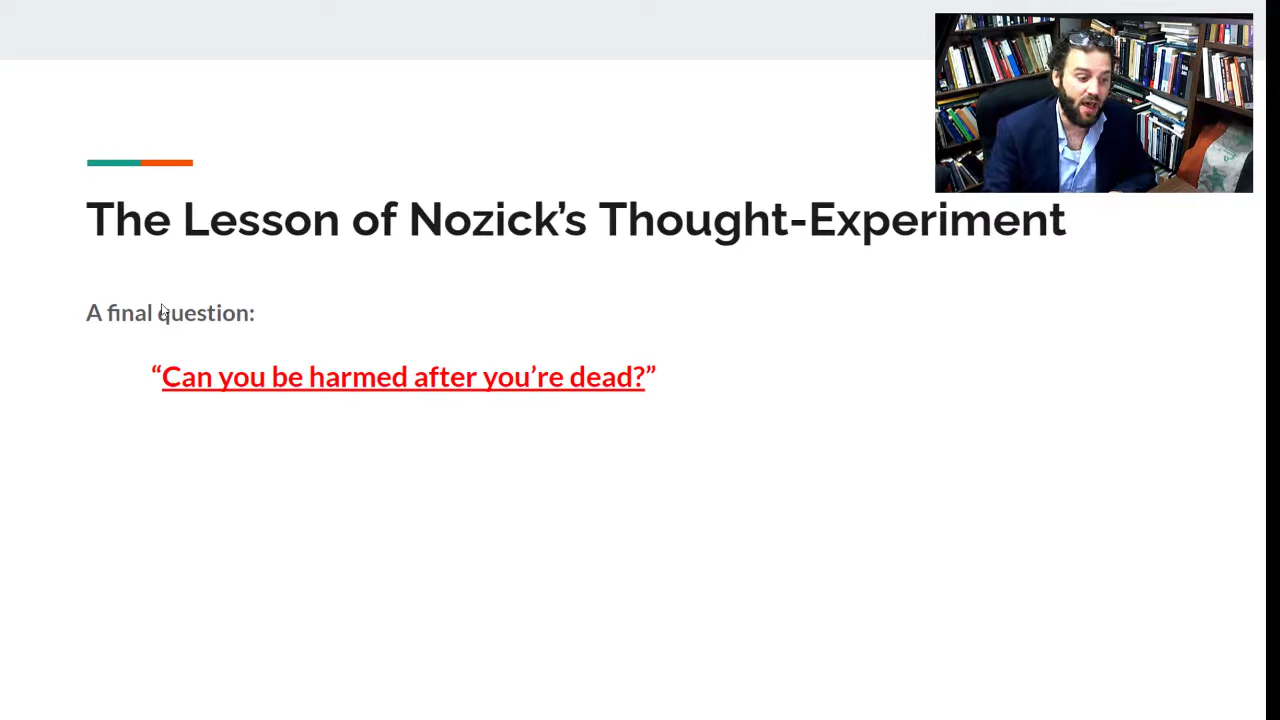 The Lesson of Nozick’s Thought-Experiment
A final question:
“Can you be harmed after you’re dead?”